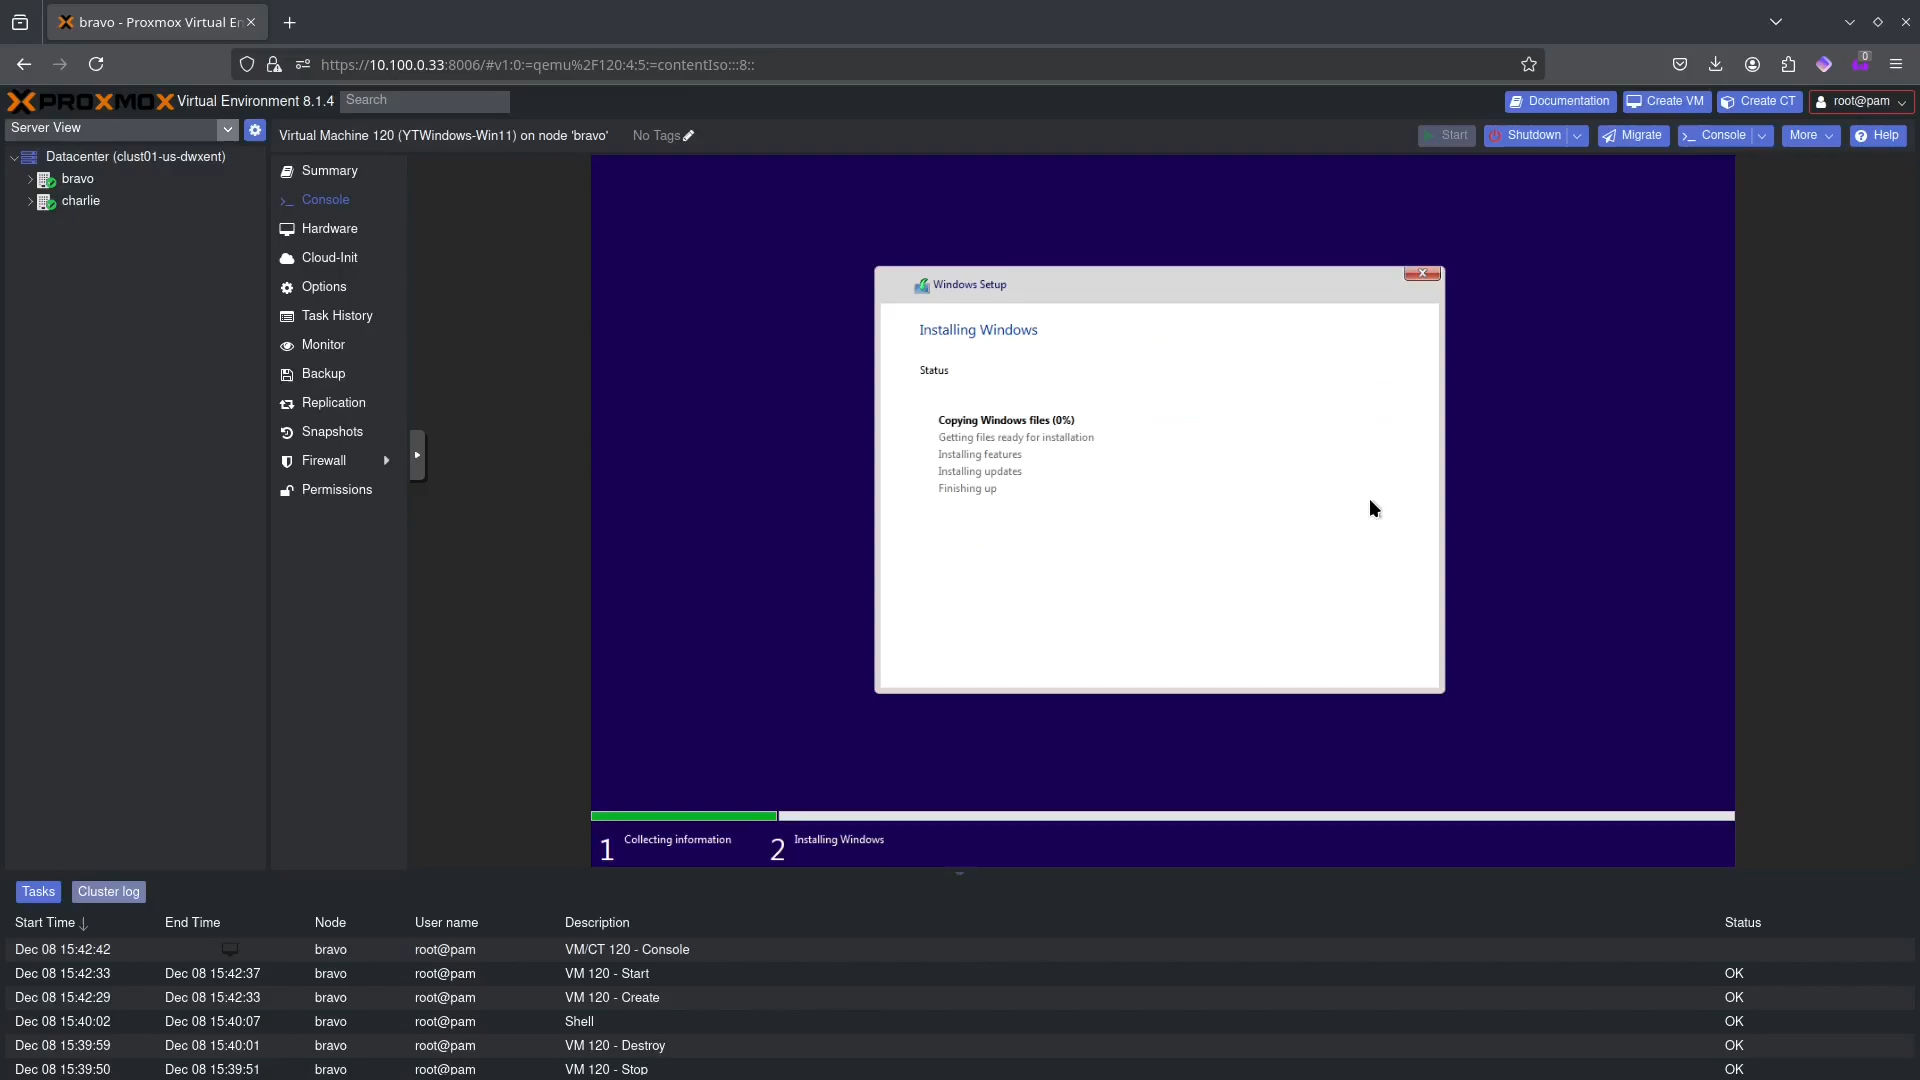 bravo - Proxmox Virtual En
https://10.100.0.33:8006/#v1:0:=qemu%2F120:4:5:=contentIso:::8::
0
PROXMOX Virtual Environment 8.1.4
Search
Documentation
Create VM
Create CT
root@pam
Server View
Virtual Machine 120 (YTWindows-Win11) on node 'bravo'
No Tags
Start
Shutdown
Migrate
Console
More
Help
Datacenter (clust01-us-dwxent)
bravo
charlie
Summary
Console
Hardware
Cloud-Init
Options
Task History
Monitor
Backup
Replication
Snapshots
Firewall
Permissions
Windows Setup
Installing Windows
Status
Copying Windows files (0%)
Getting files ready for installation
Installing features
Installing updates
Finishing up
1 Collecting information
2 Installing Windows
Tasks
Cluster log
Start Time End Time Node User name Description Status
Dec 08 15:42:42 bravo root@pam VM/CT 120 - Console
Dec 08 15:42:33 Dec 08 15:42:37 bravo root@pam VM 120 - Start OK
Dec 08 15:42:29 Dec 08 15:42:33 bravo root@pam VM 120 - Create OK
Dec 08 15:40:02 Dec 08 15:40:07 bravo root@pam Shell OK
Dec 08 15:39:59 Dec 08 15:40:01 bravo root@pam VM 120 - Destroy OK
Dec 08 15:39:50 Dec 08 15:39:51 bravo root@pam VM 120 - Stop OK